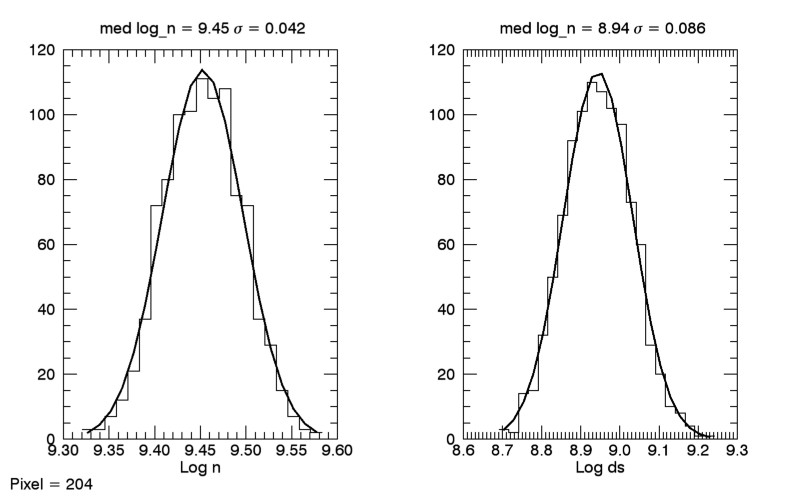 med log_n = 9.45 σ = 0.042
120
100
80
60
40
20
0
9.30 9.35 9.40 9.45 9.50 9.55 9.60
Log n
med log_n = 8.94 σ = 0.086
120
100
80
60
40
20
0
8.6 8.7 8.8 8.9 9.0 9.1 9.2 9.3
Log ds
Pixel = 204